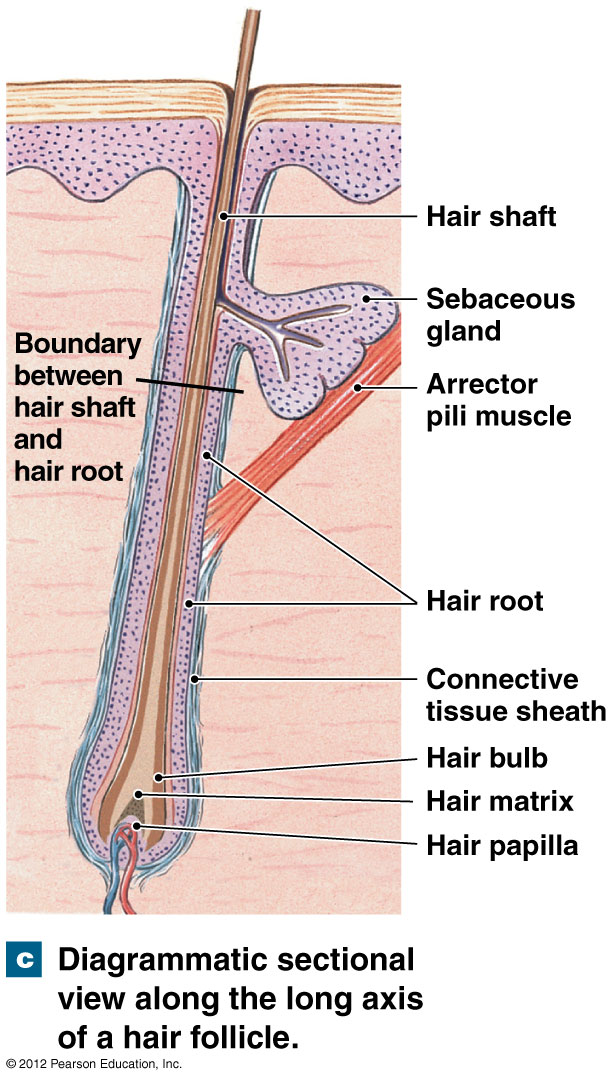 Hair shaft
Sebaceous
gland
Boundary
between
hair shaft
and
hair root
Arrector
pili muscle
Hair root
Connective
tissue sheath
Hair bulb
Hair matrix
Hair papilla
c Diagrammatic sectional
view along the long axis
of a hair follicle.
© 2012 Pearson Education, Inc.